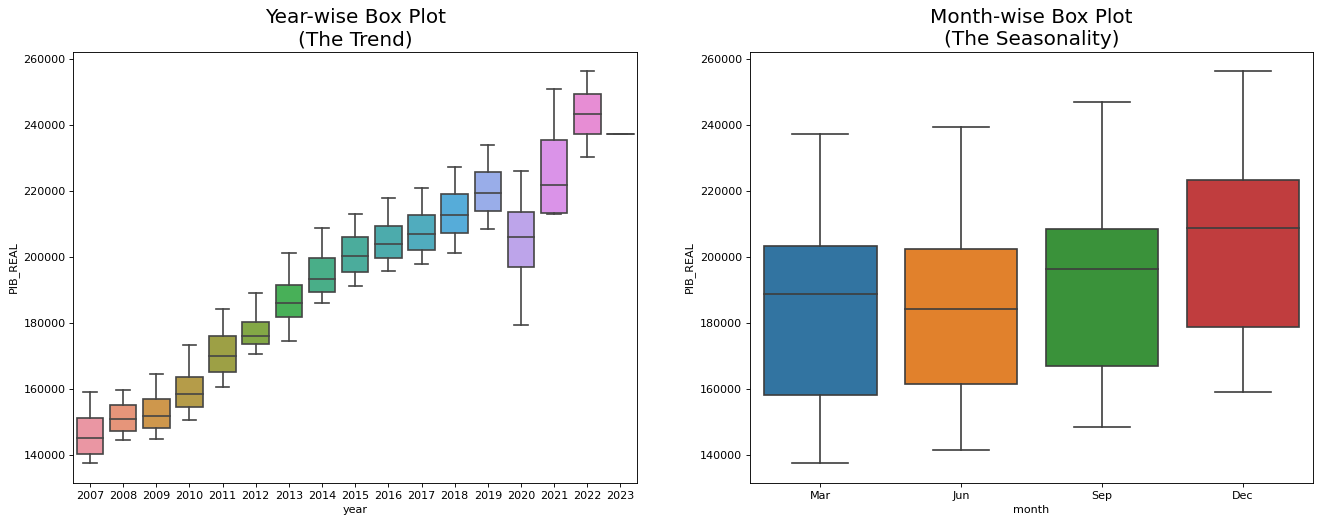 Year-wise Box Plot
(The Trend)
260000
240000
220000
200000
180000
160000
140000
PIB_REAL
2007 2008 2009 2010 2011 2012 2013 2014 2015 2016 2017 2018 2019 2020 2021 2022 2023
year
Month-wise Box Plot
(The Seasonality)
260000
240000
220000
200000
180000
160000
140000
PIB_REAL
Mar Jun Sep Dec
month